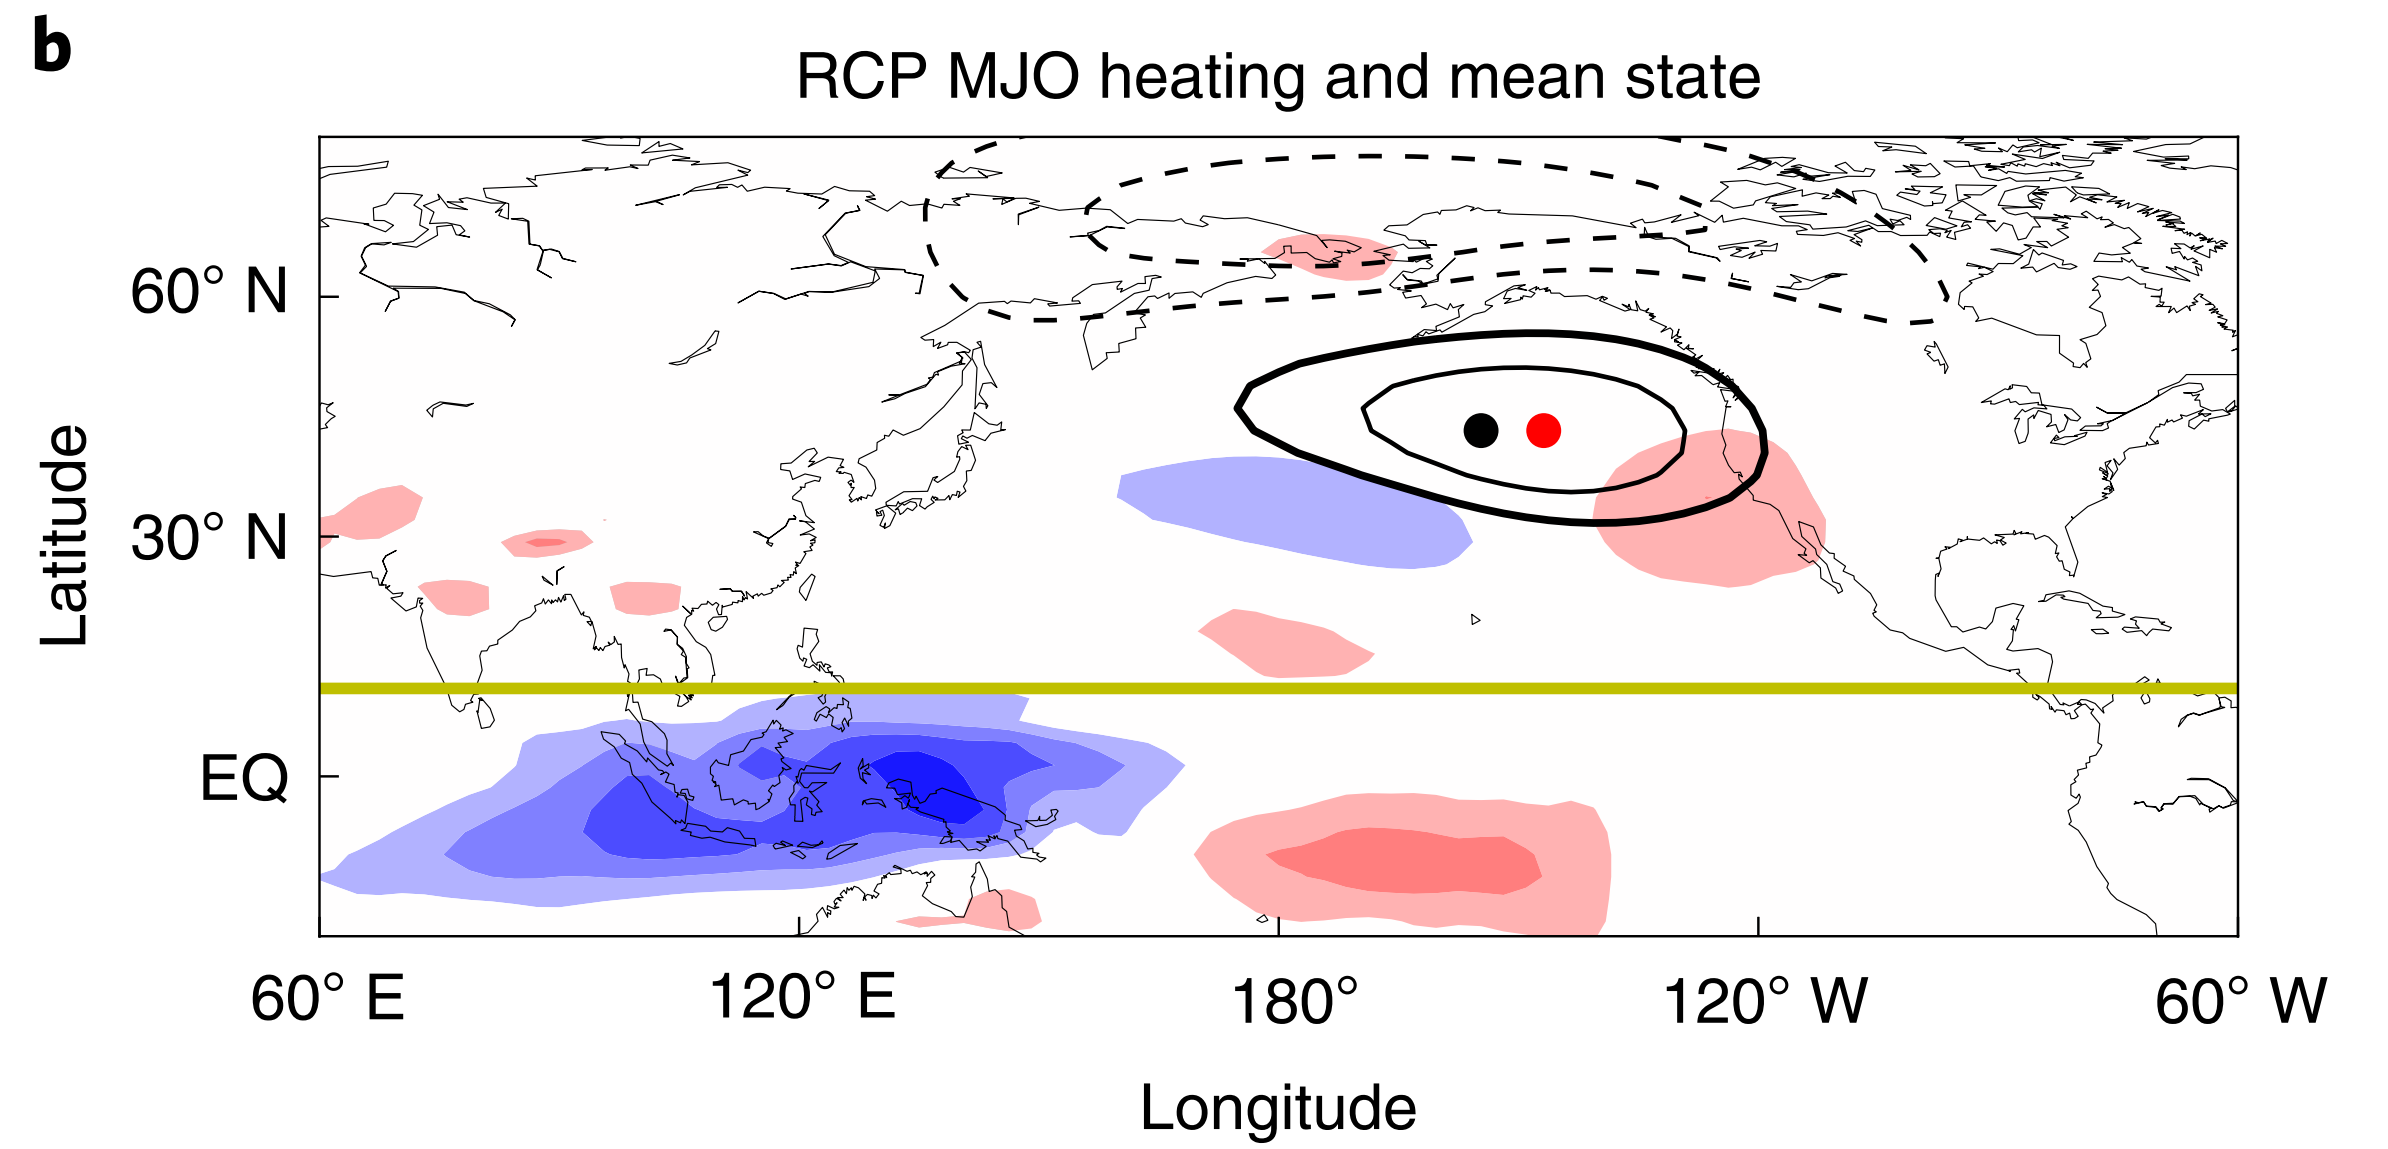 b
RCP MJO heating and mean state
60° N
30° N
EQ
Latitude
60° E
120° E
180°
120° W
60° W
Longitude